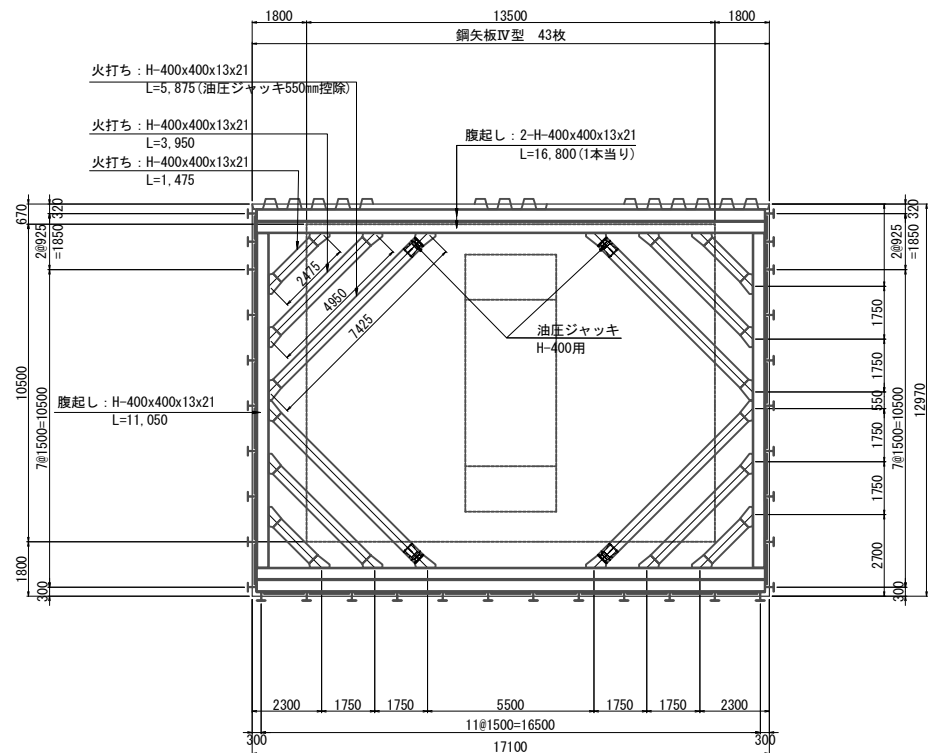 1800
13500
1800
鋼矢板Ⅳ型 43枚
火打ち：H-400x400x13x21
L=5,875(油圧ジャッキ550㎜控除)
火打ち：H-400x400x13x21
L=3,950
火打ち：H-400x400x13x21
L=1,475
腹起し：2-H-400x400x13x21
L=16,800(1本当り)
670
320
2@925
=1850
10500
7@1500=10500
1800
300
2475
4950
7425
油圧ジャッキ
H-400用
腹起し：H-400x400x13x21
L=11,050
320
2@925
=1850
1750
1750
550
1750
1750
2700
7@1500=10500
300
12970
2300
1750
1750
5500
1750
1750
2300
300
11@1500=16500
300
17100